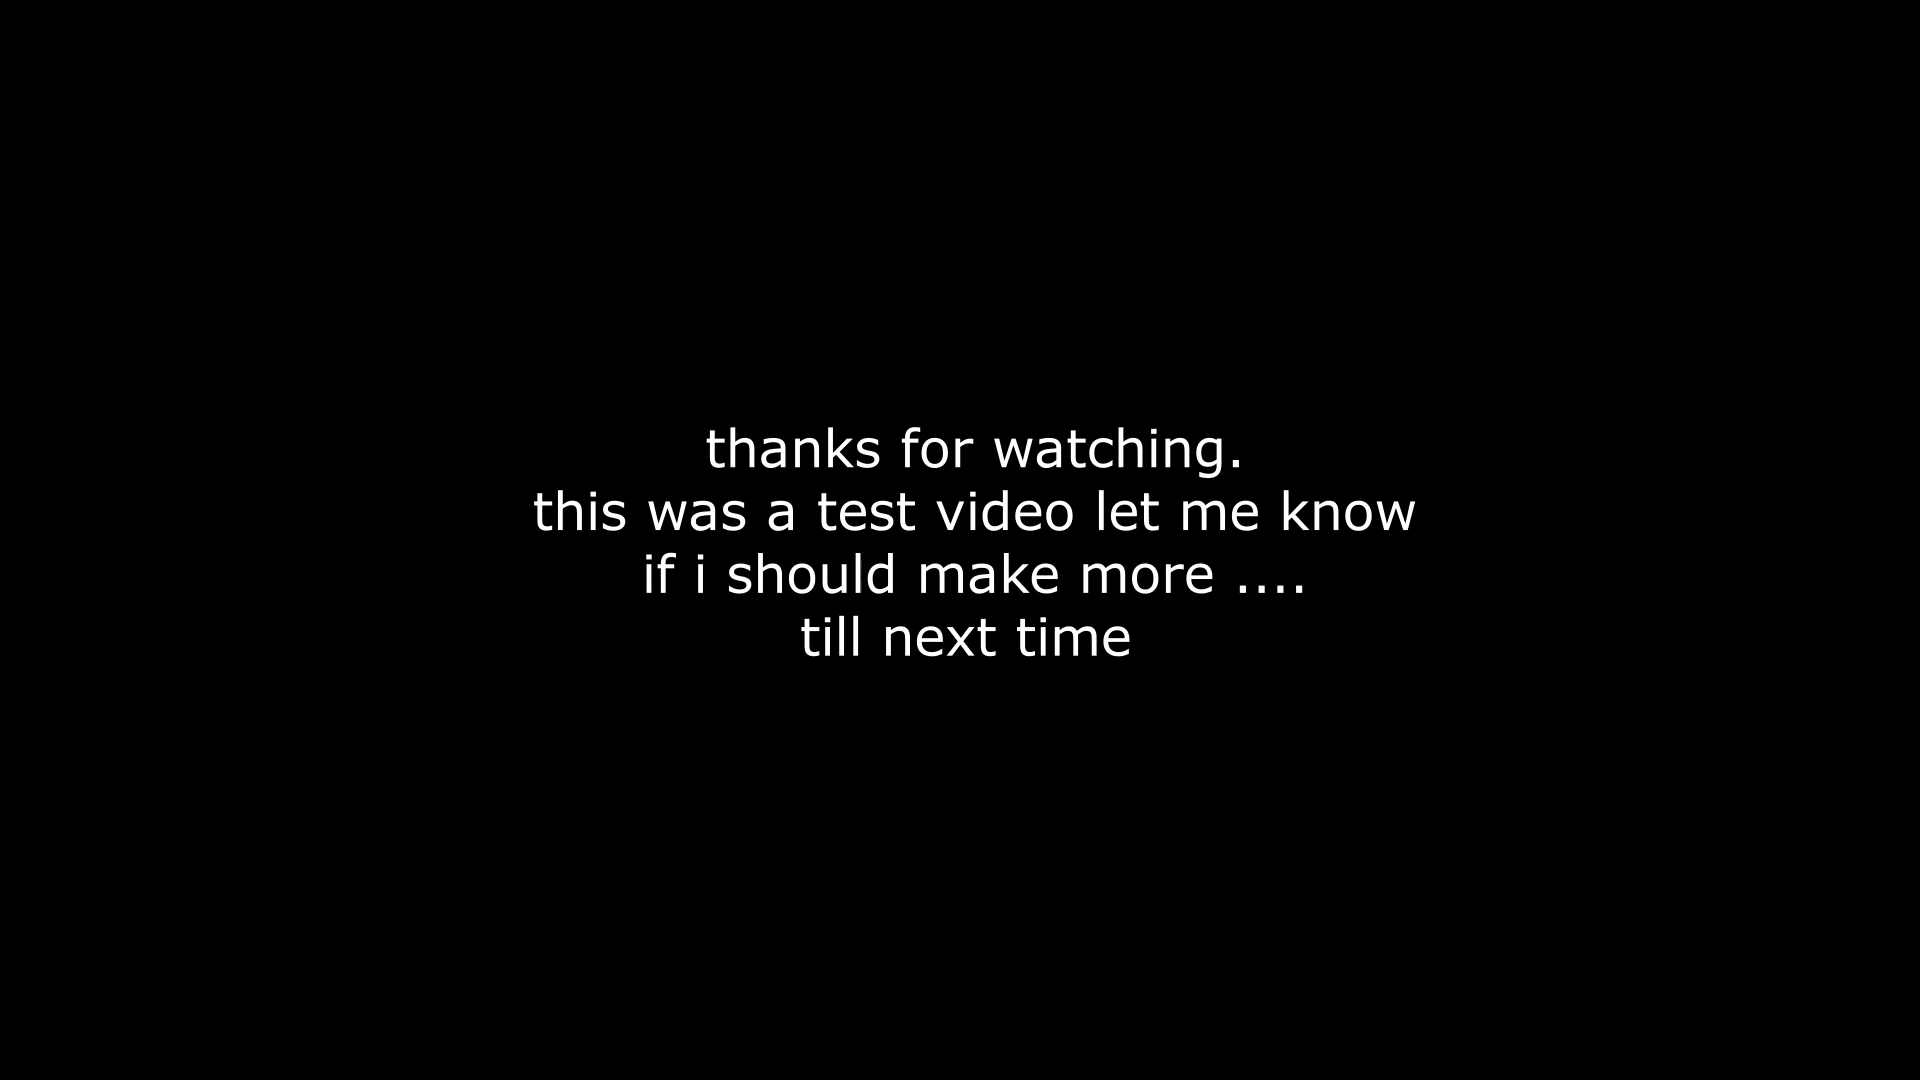 thanks for watching.
this was a test video let me know
if i should make more ....
till next time